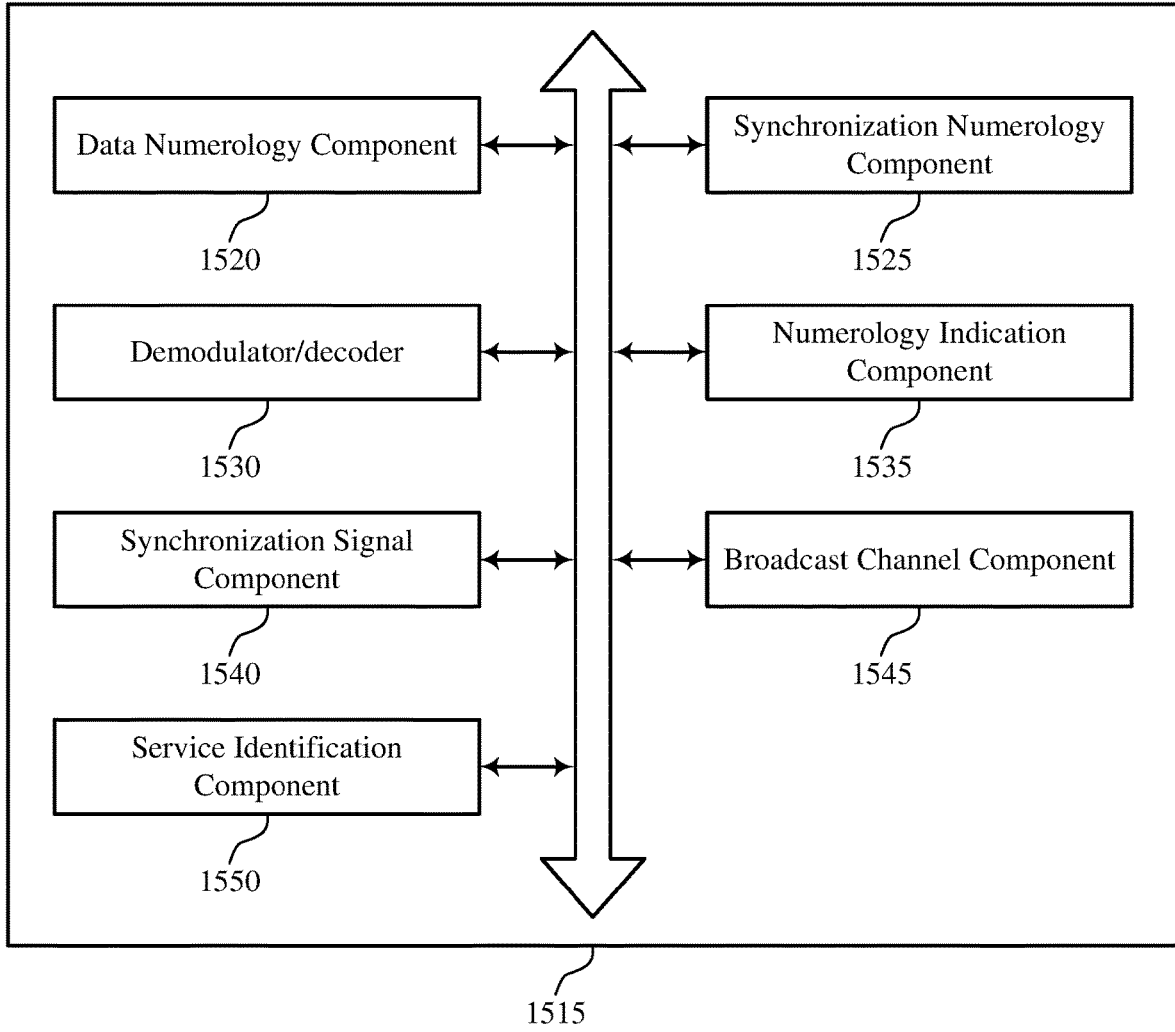 Data Numerology Component
1520
Synchronization Numerology
Component
1525
Demodulator/decoder
1530
Numerology Indication
Component
1535
Synchronization Signal
Component
1540
Broadcast Channel Component
1545
Service Identification
Component
1550
1515